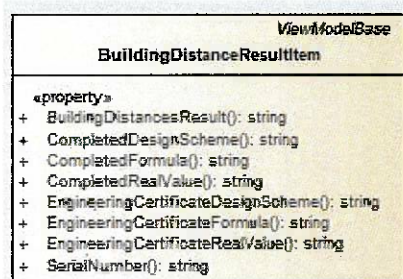 ViewModelBase
BuildingDistanceResultItem
«property»
+ BuildingDistancesResult(): string
+ CompletedDesignScheme(): string
+ CompletedFormula(): string
+ CompletedRealValue(): string
+ EngineeringCertificateDesignScheme(): string
+ EngineeringCertificateFormula(): string
+ EngineeringCertificateRealValue(): string
+ SerialNumber(): string